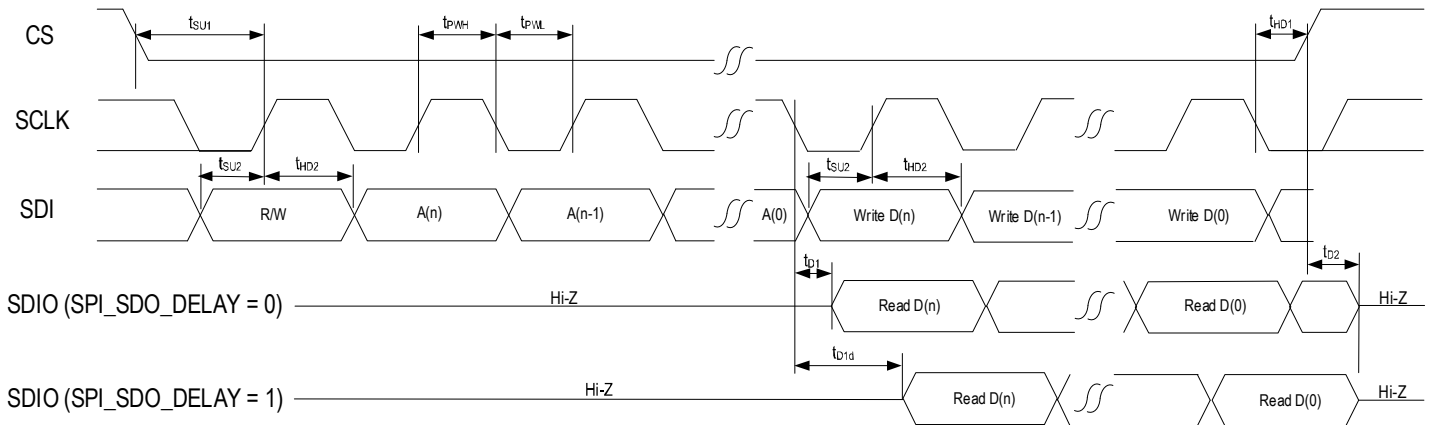 CS
tSU1
tPWH
tPWL
tHD1
SCLK
tSU2
tHD2
tSU2
tHD2
SDI
R/W
A(n)
A(n-1)
A(0)
Write D(n)
Write D(n-1)
Write D(0)
tD1
tD2
SDIO (SPI_SDO_DELAY = 0)
Hi-Z
Read D(n)
Read D(0)
Hi-Z
tD1d
SDIO (SPI_SDO_DELAY = 1)
Hi-Z
Read D(n)
Read D(0)
Hi-Z